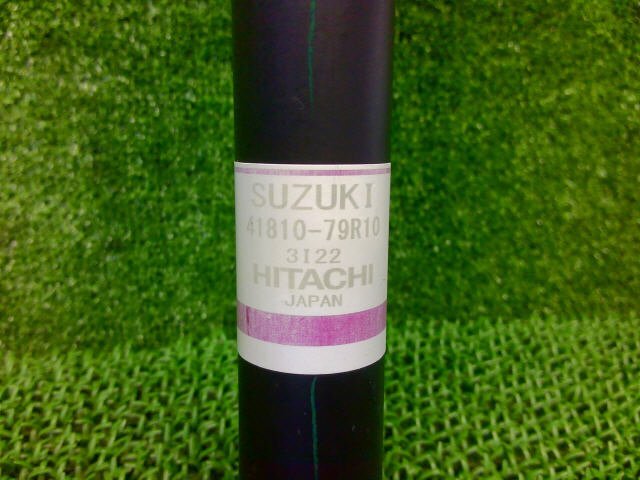 SUZUKI
41810-79R10
3I22
HITACHI
JAPAN